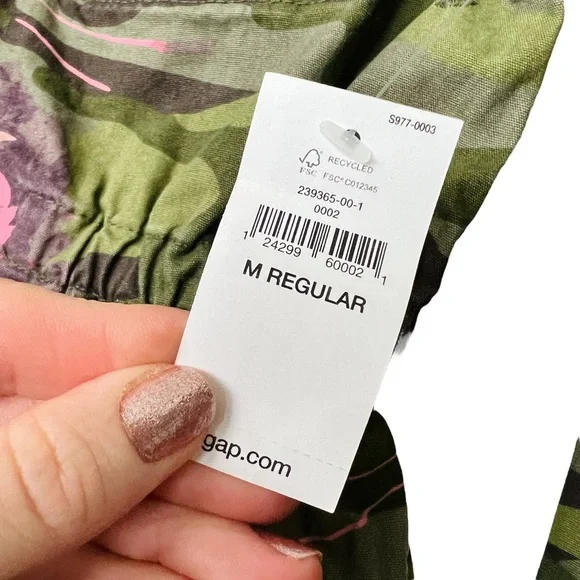 S977-0003
RECYCLED
FSC FSC® C012345
239365-00-1
0002
1 24299 60002 1
M REGULAR
gap.com